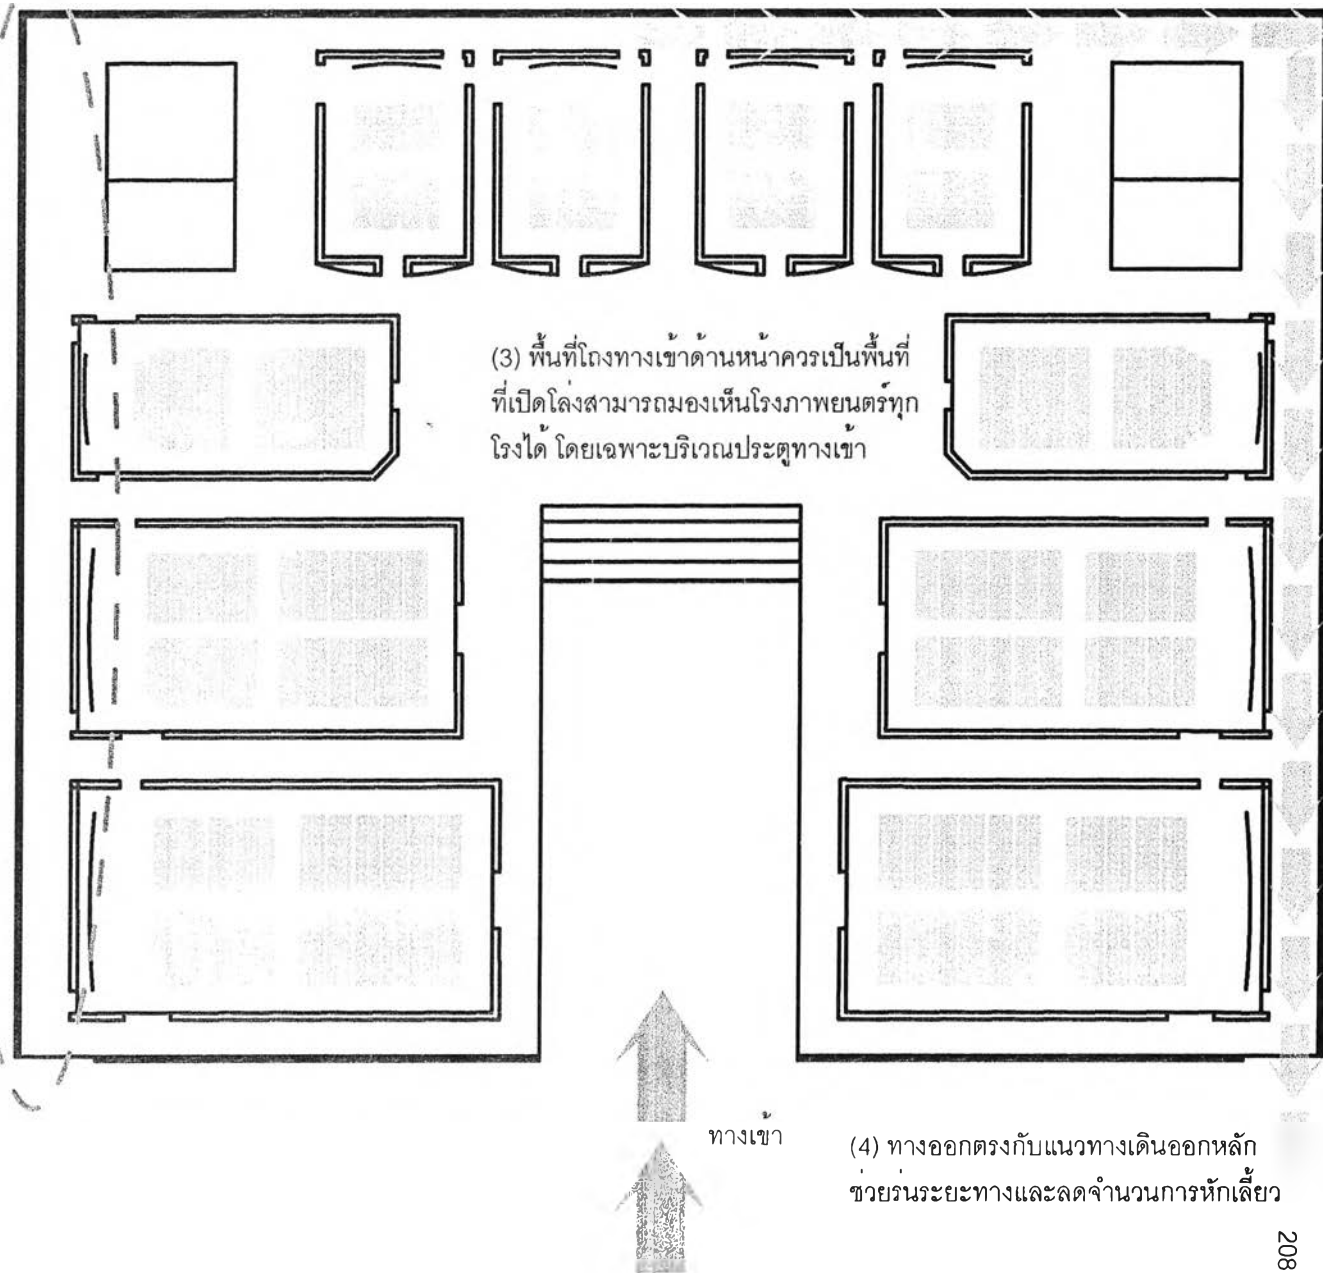 (3) พื้นที่โถงทางเข้าด้านหน้าควรเป็นพื้นที่
ที่เปิดโล่งสามารถมองเห็นโรงภาพยนตร์ทุก
โรงได้ โดยเฉพาะบริเวณประตูทางเข้า
ทางเข้า
(4) ทางออกตรงกับแนวทางเดินออกหลัก
ช่วยร่นระยะทางและลดจำนวนการหักเลี้ยว
208